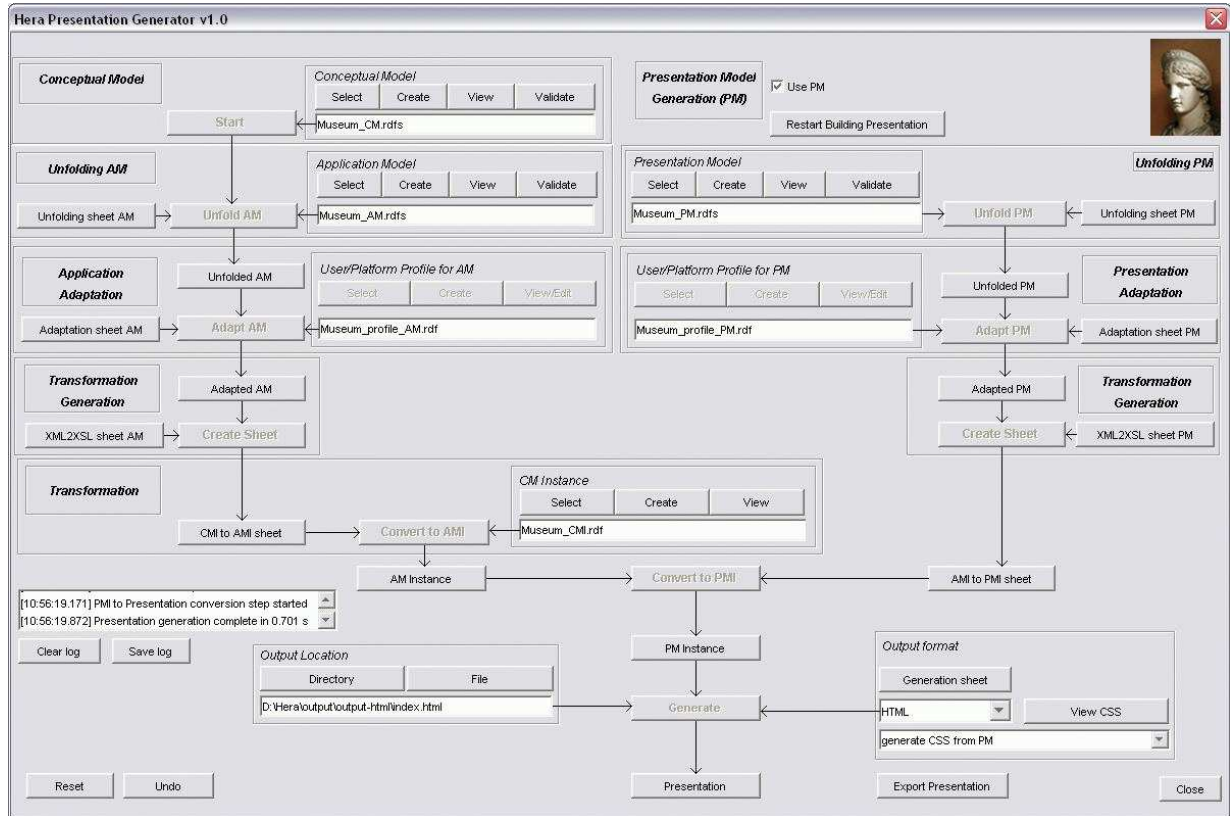 Hera Presentation Generator v1.0
Conceptual Model
Conceptual Model
Select Create View Validate
Start
Museum_CM.rdfs
Presentation Model
Generation (PM)
Use PM
Restart Building Presentation
Unfolding AM
Application Model
Select Create View Validate
Unfolding sheet AM
Unfold AM
Museum_AM.rdfs
Presentation Model
Unfolding PM
Select Create View Validate
Museum_PM.rdfs
Unfold PM
Unfolding sheet PM
Application
Adaptation
Unfolded AM
User/Platform Profile for AM
Select Create View/Edit
Adaptation sheet AM
Adapt AM
Museum_profile_AM.rdf
User/Platform Profile for PM
Select Create View/Edit
Museum_profile_PM.rdf
Unfolded PM
Presentation
Adaptation
Adapt PM
Adaptation sheet PM
Transformation
Generation
Adapted AM
XML2XSL sheet AM
Create Sheet
Adapted PM
Transformation
Generation
Create Sheet
XML2XSL sheet PM
Transformation
CM Instance
Select Create View
CMI to AMI sheet
Convert to AMI
Museum_CMI.rdf
AM Instance
Convert to PMI
AMI to PMI sheet
[10:56:19.171] PMI to Presentation conversion step started
[10:56:19.872] Presentation generation complete in 0.701 s
Clear log Save log
Output Location
Directory File
D:\Hera\output\output-html\index.html
PM Instance
Generate
Output format
Generation sheet
HTML
View CSS
generate CSS from PM
Reset Undo
Presentation
Export Presentation
Close